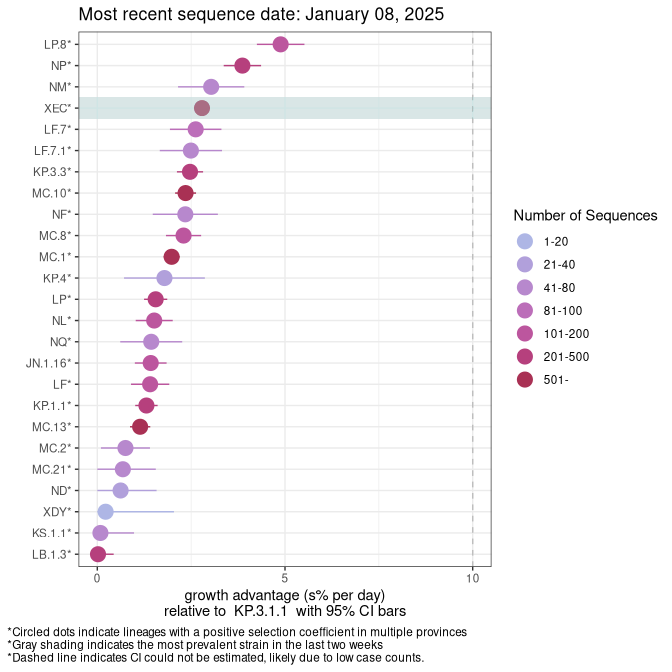 Most recent sequence date: January 08, 2025
LP.8*
NP*
NM*
XEC*
LF.7*
LF.7.1*
KP.3.3*
MC.10*
NF*
MC.8*
MC.1*
KP.4*
LP*
NL*
NQ*
JN.1.16*
LF*
KP.1.1*
MC.13*
MC.2*
MC.21*
ND*
XDY*
KS.1.1*
LB.1.3*
0 5 10
growth advantage (s% per day)
relative to KP.3.1.1 with 95% CI bars
Number of Sequences
1-20
21-40
41-80
81-100
101-200
201-500
501-
*Circled dots indicate lineages with a positive selection coefficient in multiple provinces
*Gray shading indicates the most prevalent strain in the last two weeks
*Dashed line indicates CI could not be estimated, likely due to low case counts.